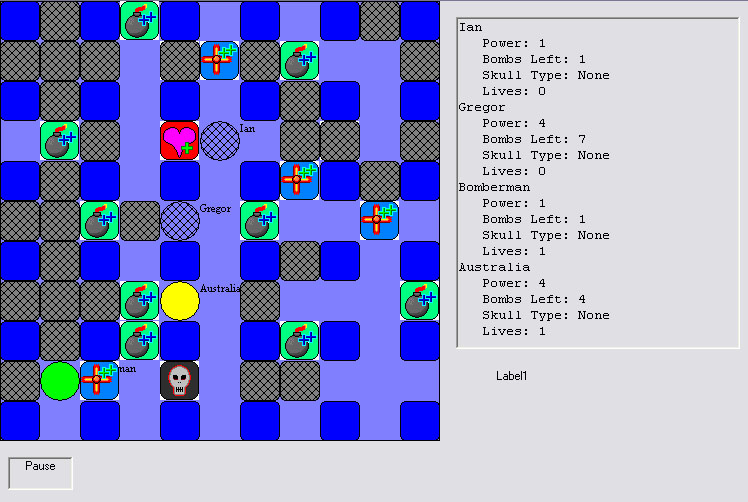 Ian
Gregor
Australia
man
Ian
Power: 1
Bombs Left: 1
Skull Type: None
Lives: 0
Gregor
Power: 4
Bombs Left: 7
Skull Type: None
Lives: 0
Bomberman
Power: 1
Bombs Left: 1
Skull Type: None
Lives: 1
Australia
Power: 4
Bombs Left: 4
Skull Type: None
Lives: 1
Label1
Pause